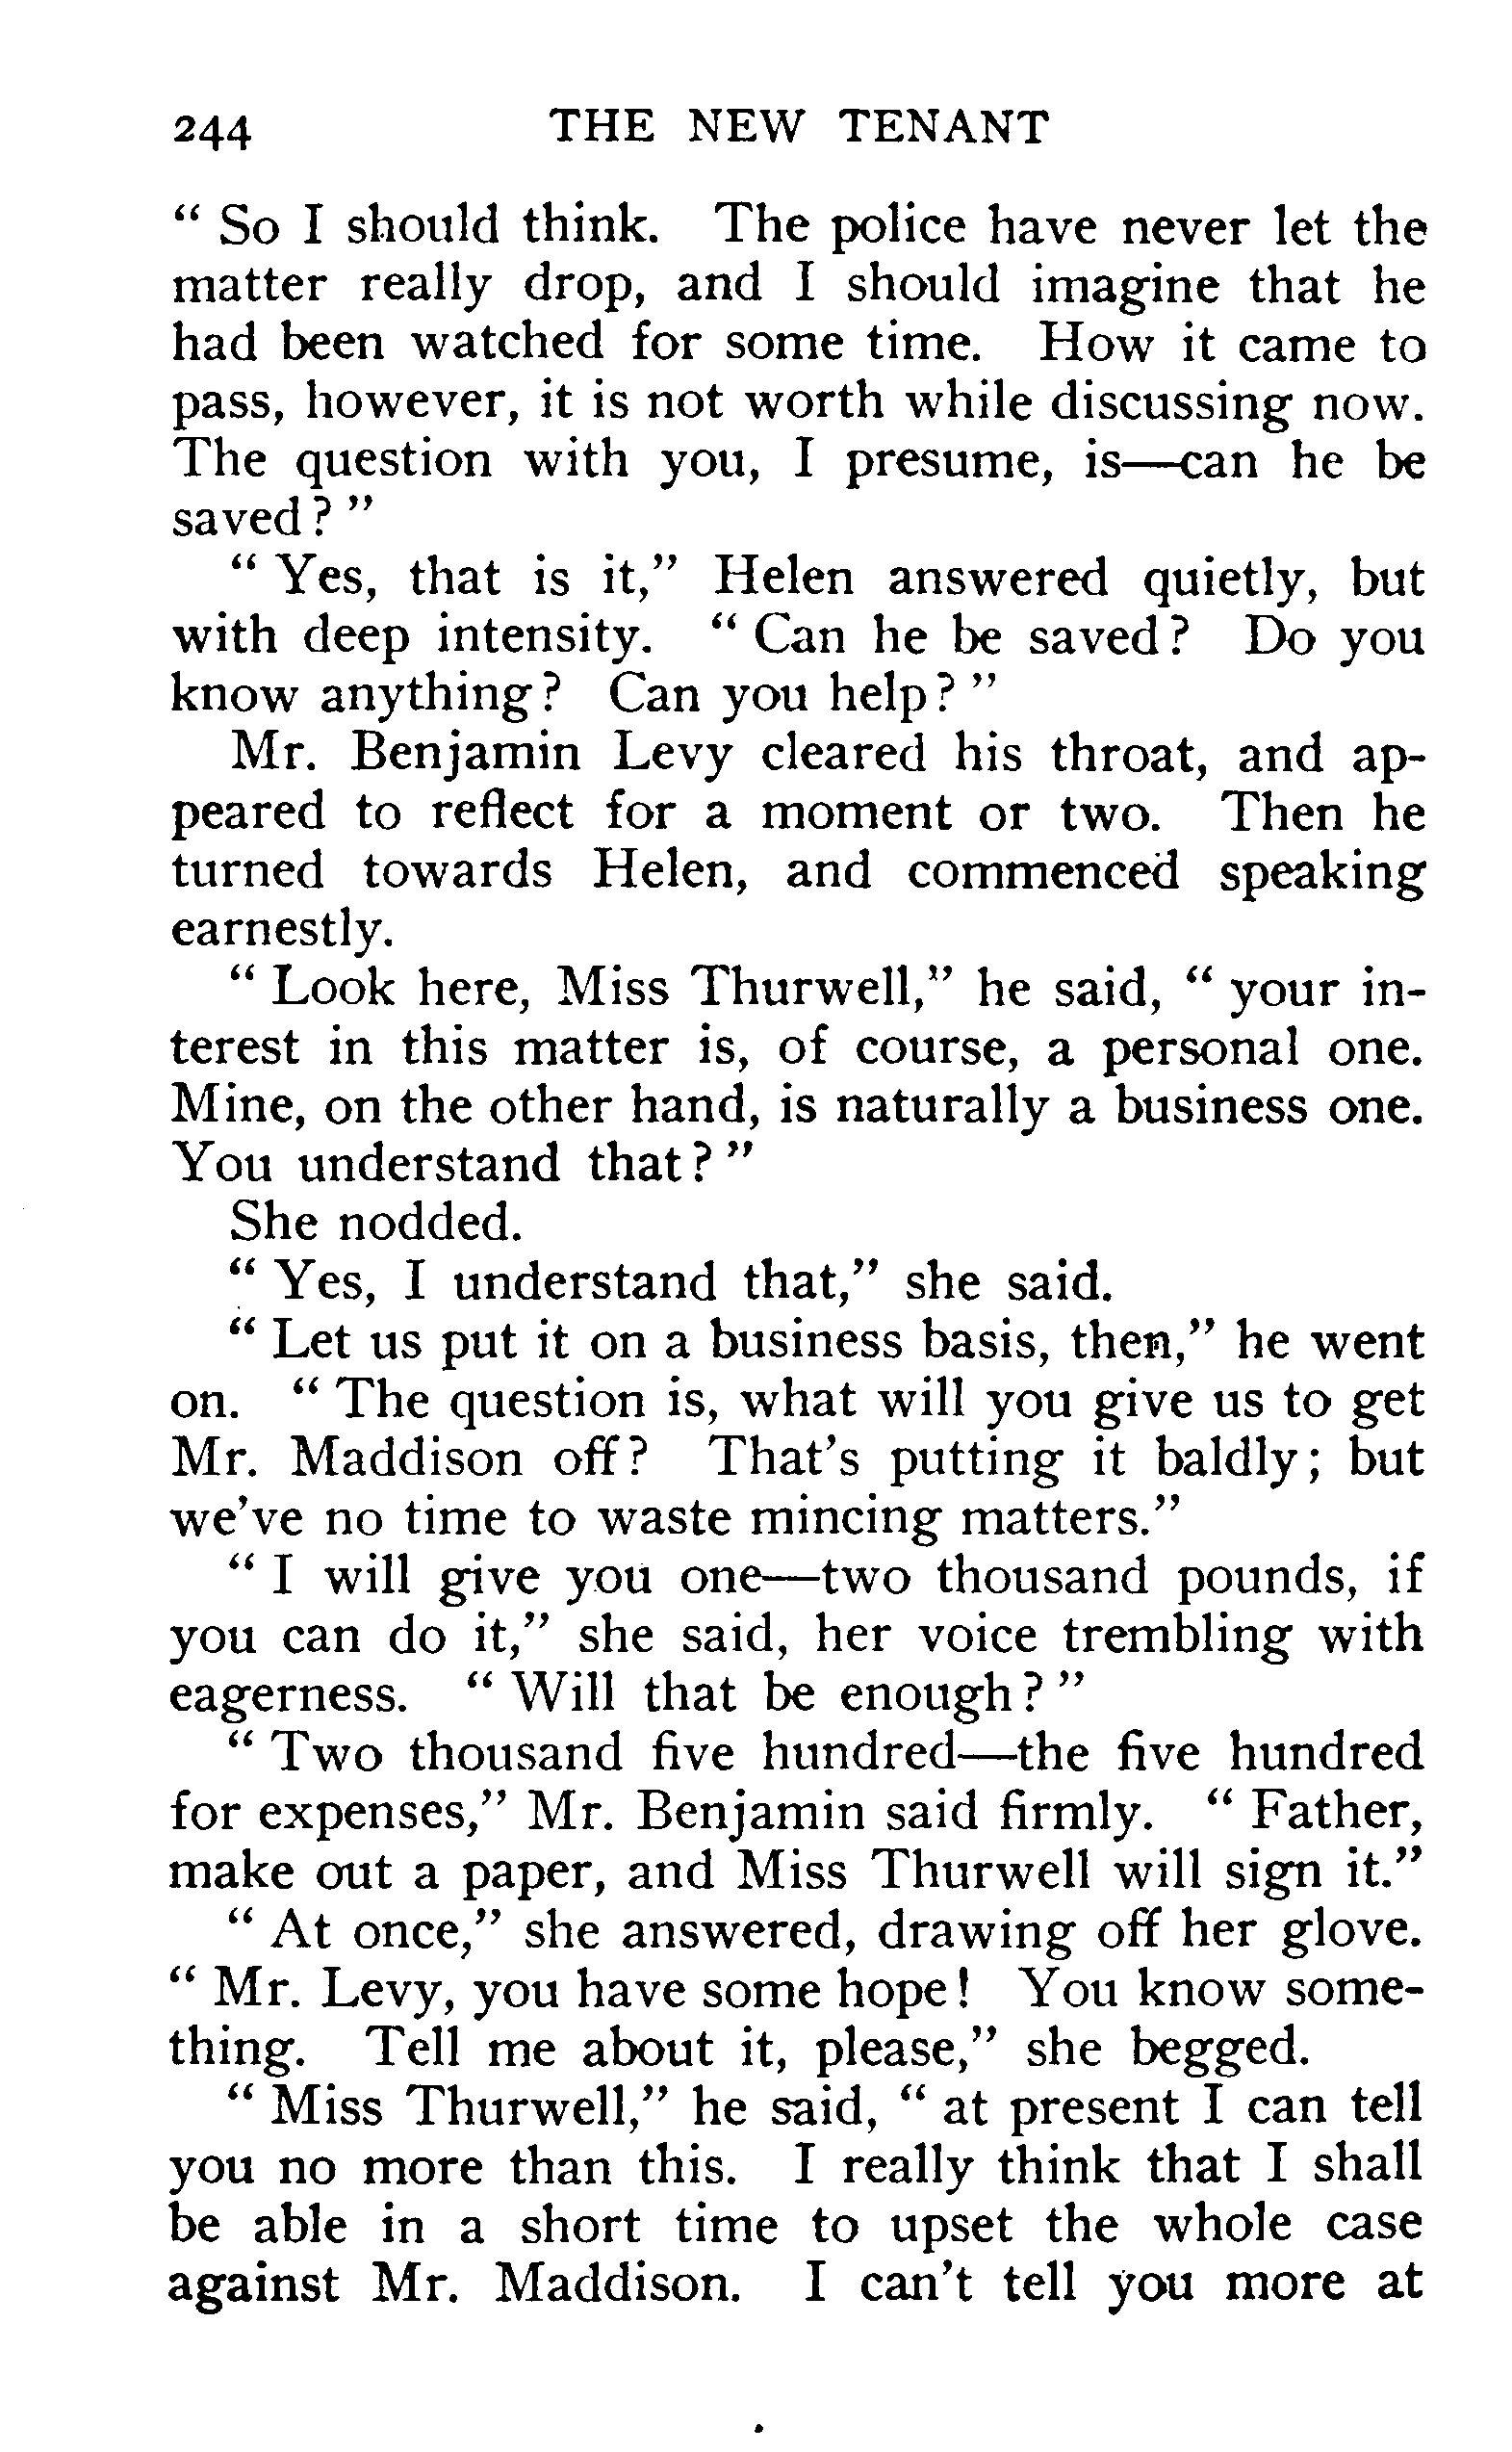 244 THE NEW TENANT
“ So I should think. The police have never let the
matter really drop, and I should imagine that he
had been watched for some time. How it came to
pass, however, it is not worth while discussing now.
The question with you, I presume, is—can he be
saved ? ”
“ Yes, that is it,” Helen answered quietly, but
with deep intensity. “ Can he be saved ? Do you
know anything ? Can you help ? ”
Mr. Benjamin Levy cleared his throat, and ap-
peared to reflect for a moment or two. Then he
turned towards Helen, and commenced speaking
earnestly.
“ Look here, Miss Thurwell,” he said, “ your in-
terest in this matter is, of course, a personal one.
Mine, on the other hand, is naturally a business one.
You understand that ? ”
She nodded.
“ Yes, I understand that,” she said.
“ Let us put it on a business basis, then,” he went
on. “ The question is, what will you give us to get
Mr. Maddison off ? That’s putting it baldly ; but
we’ve no time to waste mincing matters.”
“ I will give you one—two thousand pounds, if
you can do it,” she said, her voice trembling with
eagerness. “ Will that be enough ? ”
“ Two thousand five hundred—the five hundred
for expenses,” Mr. Benjamin said firmly. “ Father,
make out a paper, and Miss Thurwell will sign it.”
“ At once,” she answered, drawing off her glove.
“ Mr. Levy, you have some hope ! You know some-
thing. Tell me about it, please,” she begged.
“ Miss Thurwell,” he said, “ at present I can tell
you no more than this. I really think that I shall
be able in a short time to upset the whole case
against Mr. Maddison. I can’t tell you more at